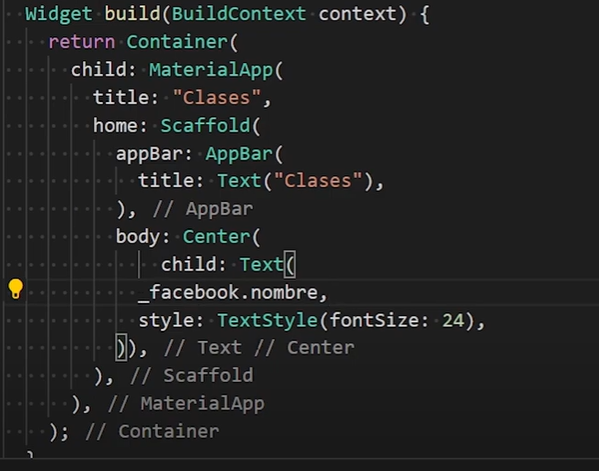 Widget build(BuildContext context) {
return Container(
child: MaterialApp(
title: "Clases",
home: Scaffold(
appBar: AppBar(
title: Text("Clases"),
), // AppBar
body: Center(
child: Text(
_facebook.nombre,
style: TextStyle(fontSize: 24),
)), // Text // Center
), // Scaffold
), // MaterialApp
); // Container
}